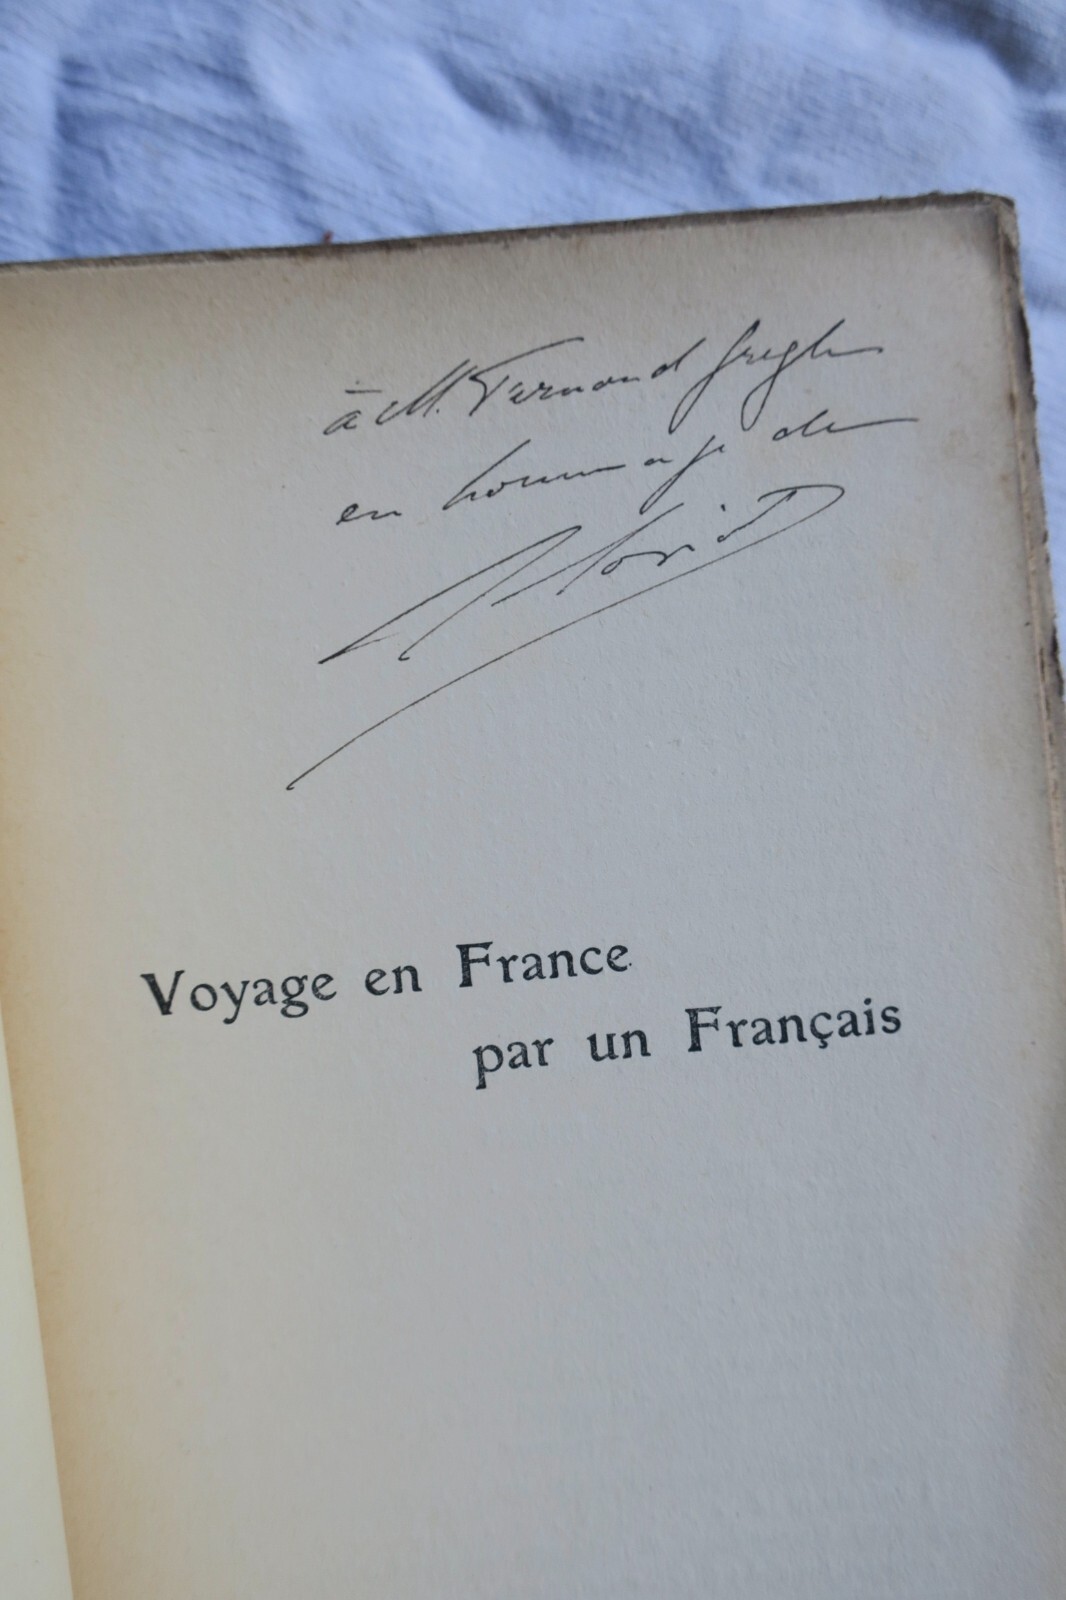 à M. Fernand Gregh
en hommage de
Voyage en France
par un Français